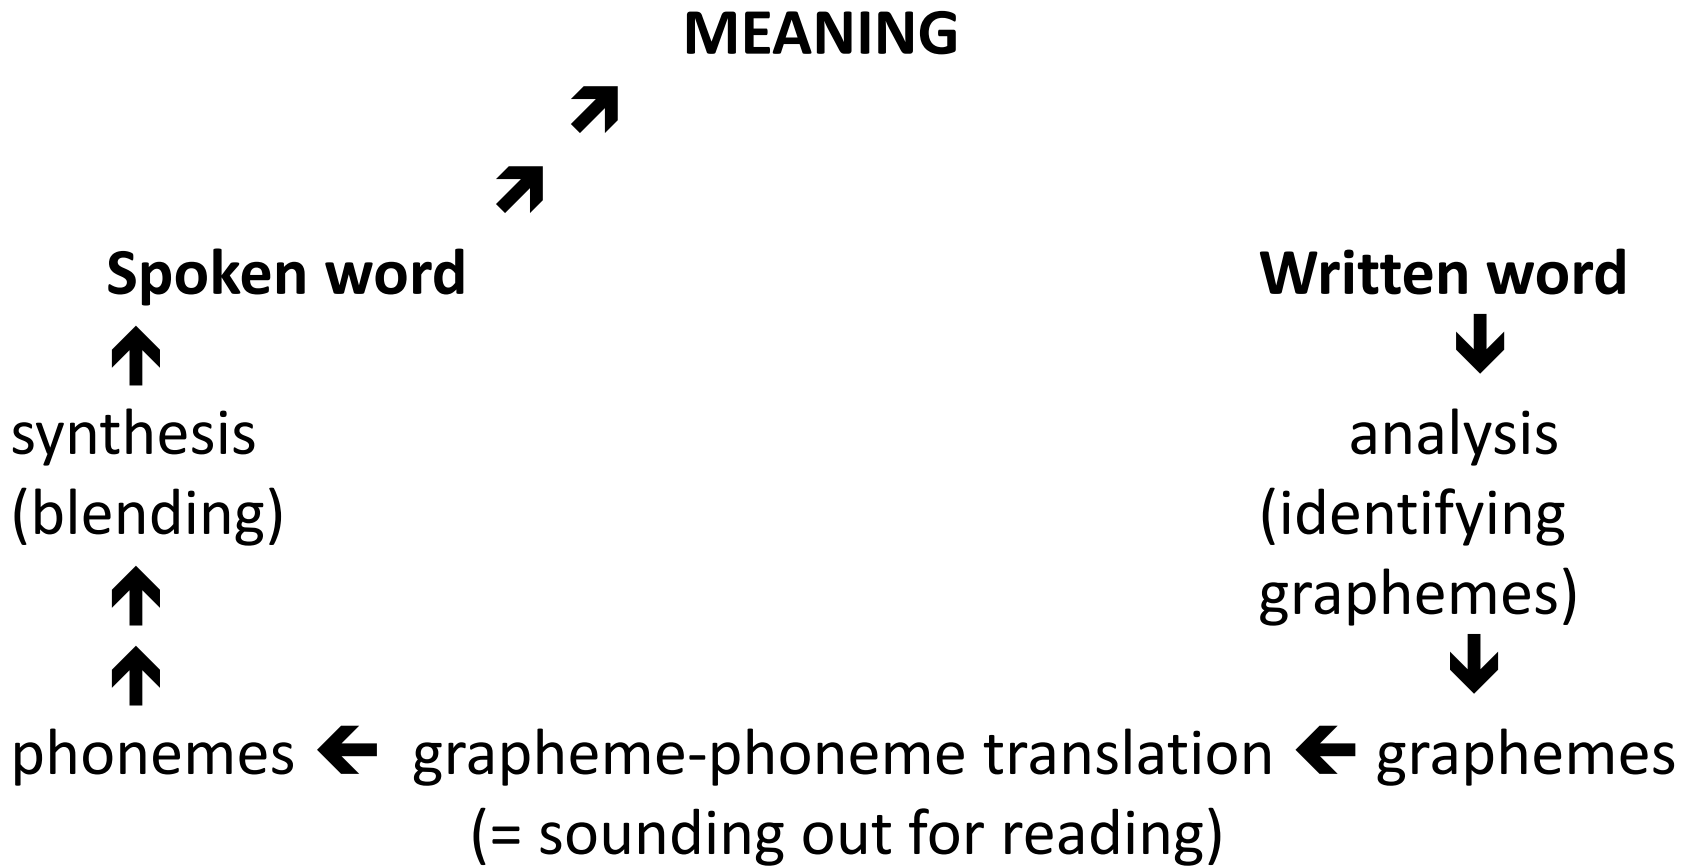 MEANING
Spoken word
Written word
synthesis
analysis
(blending)
(identifying
graphemes)
phonemes
grapheme-phoneme translation
graphemes
(= sounding out for reading)